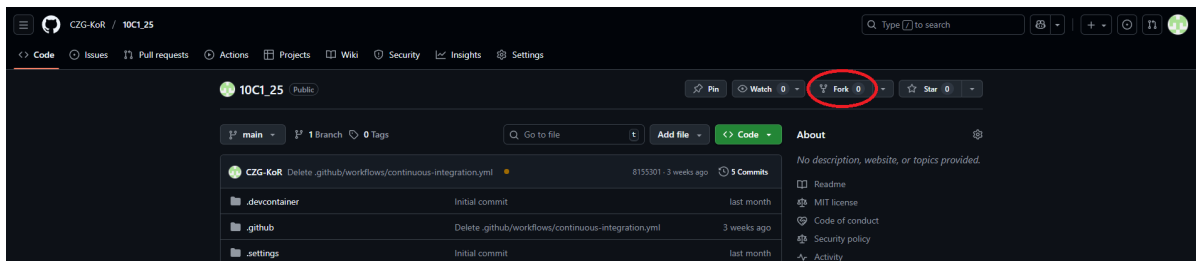 CZG-KoR / 10C1_25
Type / to search
Code Issues Pull requests Actions Projects Wiki Security Insights Settings
10C1_25 Public
Pin Watch 0 Fork 0 Star 0
main 1 Branch 0 Tags Go to file t Add file Code
About
No description, website, or topics provided.
CZG-KoR Delete .github/workflows/continuous-integration.yml 8155301 · 3 weeks ago 5 Commits
.devcontainer Initial commit last month
.github Delete .github/workflows/continuous-integration.yml 3 weeks ago
.settings Initial commit last month
Readme
MIT license
Code of conduct
Security policy
Activity